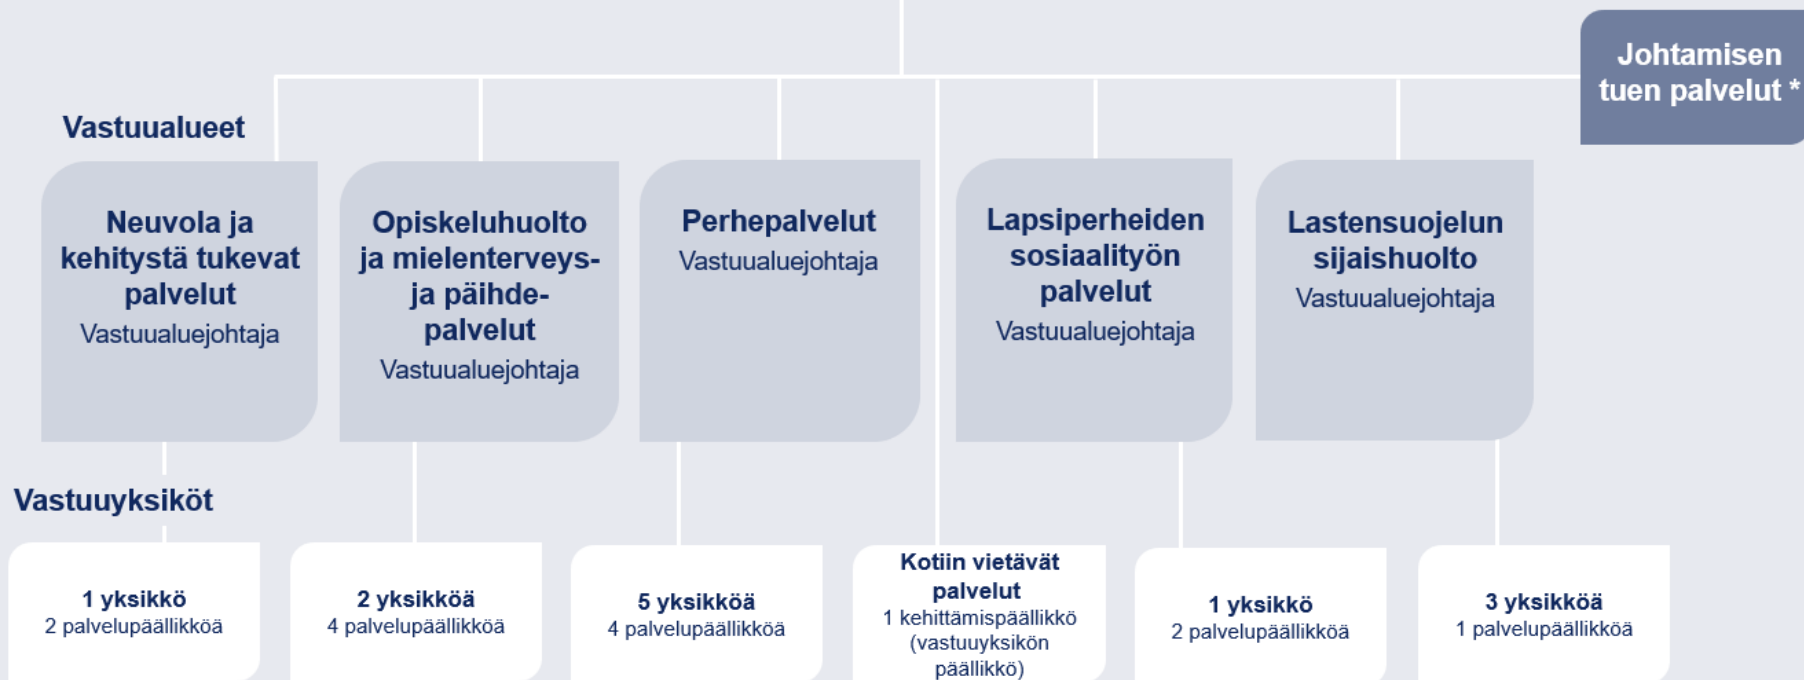 Johtamisen
tuen palvelut *
Vastuualueet
Neuvola ja
kehitystä tukevat
palvelut
Vastuualuejohtaja
Opiskeluhuolto
ja mielenterveys-
ja päihde-
palvelut
Vastuualuejohtaja
Perhepalvelut
Vastuualuejohtaja
Lapsiperheiden
sosiaalityön
palvelut
Vastuualuejohtaja
Lastensuojelun
sijaishuolto
Vastuualuejohtaja
Vastuuyksiköt
1 yksikkö
2 palvelupäällikköä
2 yksikköä
4 palvelupäällikköä
5 yksikköä
4 palvelupäällikköä
Kotiin vietävät
palvelut
1 kehittämispäällikkö
(vastuuyksikön
päällikkö)
1 yksikkö
2 palvelupäällikköä
3 yksikköä
1 palvelupäällikköä